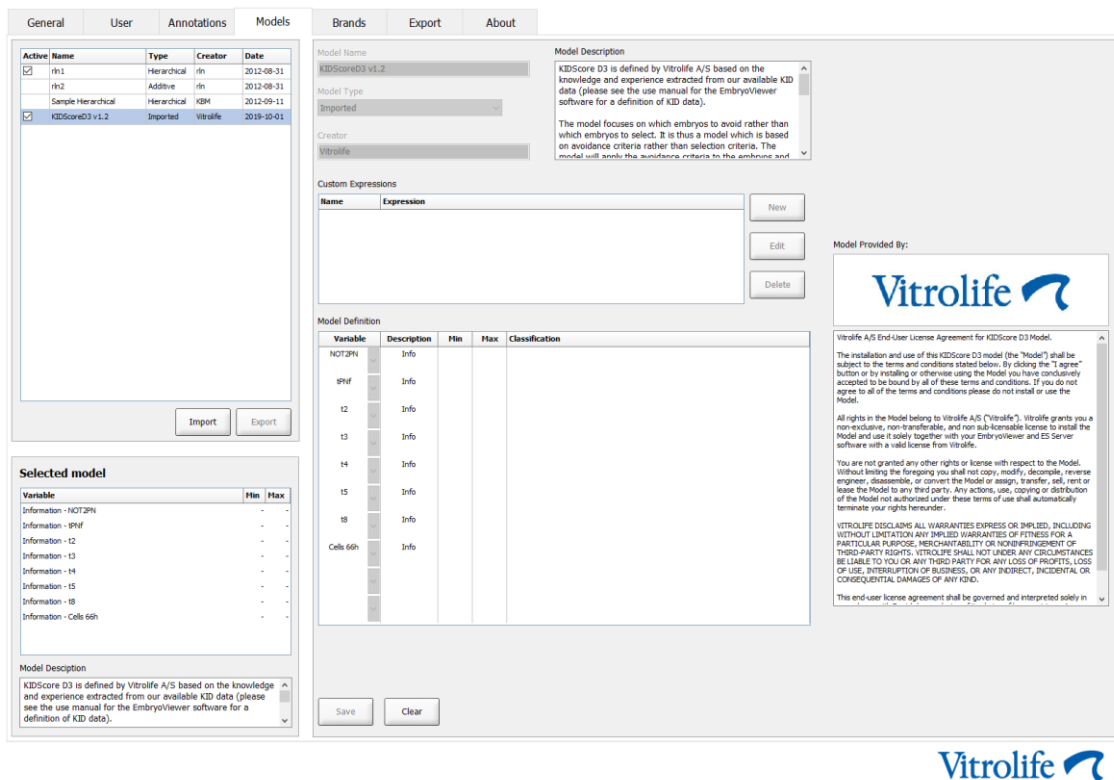 General User Annotations Models Brands Export About
Active Name Type Creator Date
rln1 Hierarchical rln 2012-08-31
rln2 Additive rln 2012-08-31
Sample Hierarchical Hierarchical KBM 2012-09-11
KIDScoreD3 v1.2 Imported Vitrolife 2019-10-01
Import Export
Selected model
Variable Min Max
Information - NOT2PN - -
Information - tPNf - -
Information - t2 - -
Information - t3 - -
Information - t4 - -
Information - t5 - -
Information - t8 - -
Information - Cells 66h - -
Model Desciption
KIDScore D3 is defined by Vitrolife A/S based on the knowledge
and experience extracted from our available KID data (please
see the use manual for the EmbryoViewer software for a
definition of KID data).
Model Name
KIDScoreD3 v1.2
Model Type
Imported
Creator
Vitrolife
Model Description
KIDScore D3 is defined by Vitrolife A/S based on the
knowledge and experience extracted from our available KID
data (please see the use manual for the EmbryoViewer
software for a definition of KID data).
The model focuses on which embryos to avoid rather than
which embryos to select. It is thus a model which is based
on avoidance criteria rather than selection criteria. The
model will apply the avoidance criteria to the embryos and
Custom Expressions
Name Expression
New
Edit
Delete
Model Definition
Variable Description Min Max Classification
NOT2PN Info
tPNf Info
t2 Info
t3 Info
t4 Info
t5 Info
t8 Info
Cells 66h Info
Save Clear
Model Provided By:
Vitrolife
Vitrolife A/S End-User License Agreement for KIDScore D3 Model.
The installation and use of this KIDScore D3 model (the "Model") shall be
subject to the terms and conditions stated below. By clicking the "I agree"
button or by installing or otherwise using the Model you have conclusively
accepted to be bound by all of these terms and conditions. If you do not
agree to all of the terms and conditions please do not install or use the
Model.
All rights in the Model belong to Vitrolife A/S ("Vitrolife"). Vitrolife grants you a
non-exclusive, non-transferable, and non sub-licensable license to install the
Model and use it solely together with your EmbryoViewer and ES Server
software with a valid license from Vitrolife.
You are not granted any other rights or license with respect to the Model.
Without limiting the foregoing you shall not copy, modify, decompile, reverse
engineer, disassemble, or convert the Model or assign, transfer, sell, rent or
lease the Model to any third party. Any actions, use, copying or distribution
of the Model not authorized under these terms of use shall automatically
terminate your rights hereunder.
VITROLIFE DISCLAIMS ALL WARRANTIES EXPRESS OR IMPLIED, INCLUDING
WITHOUT LIMITATION ANY IMPLIED WARRANTIES OF FITNESS FOR A
PARTICULAR PURPOSE, MERCHANTABILITY OR NONINFRINGEMENT OF
THIRD-PARTY RIGHTS. VITROLIFE SHALL NOT UNDER ANY CIRCUMSTANCES
BE LIABLE TO YOU OR ANY THIRD PARTY FOR ANY LOSS OF PROFITS, LOSS
OF USE, INTERRUPTION OF BUSINESS, OR ANY INDIRECT, INCIDENTAL OR
CONSEQUENTIAL DAMAGES OF ANY KIND.
This end-user license agreement shall be governed and interpreted solely in
Vitrolife